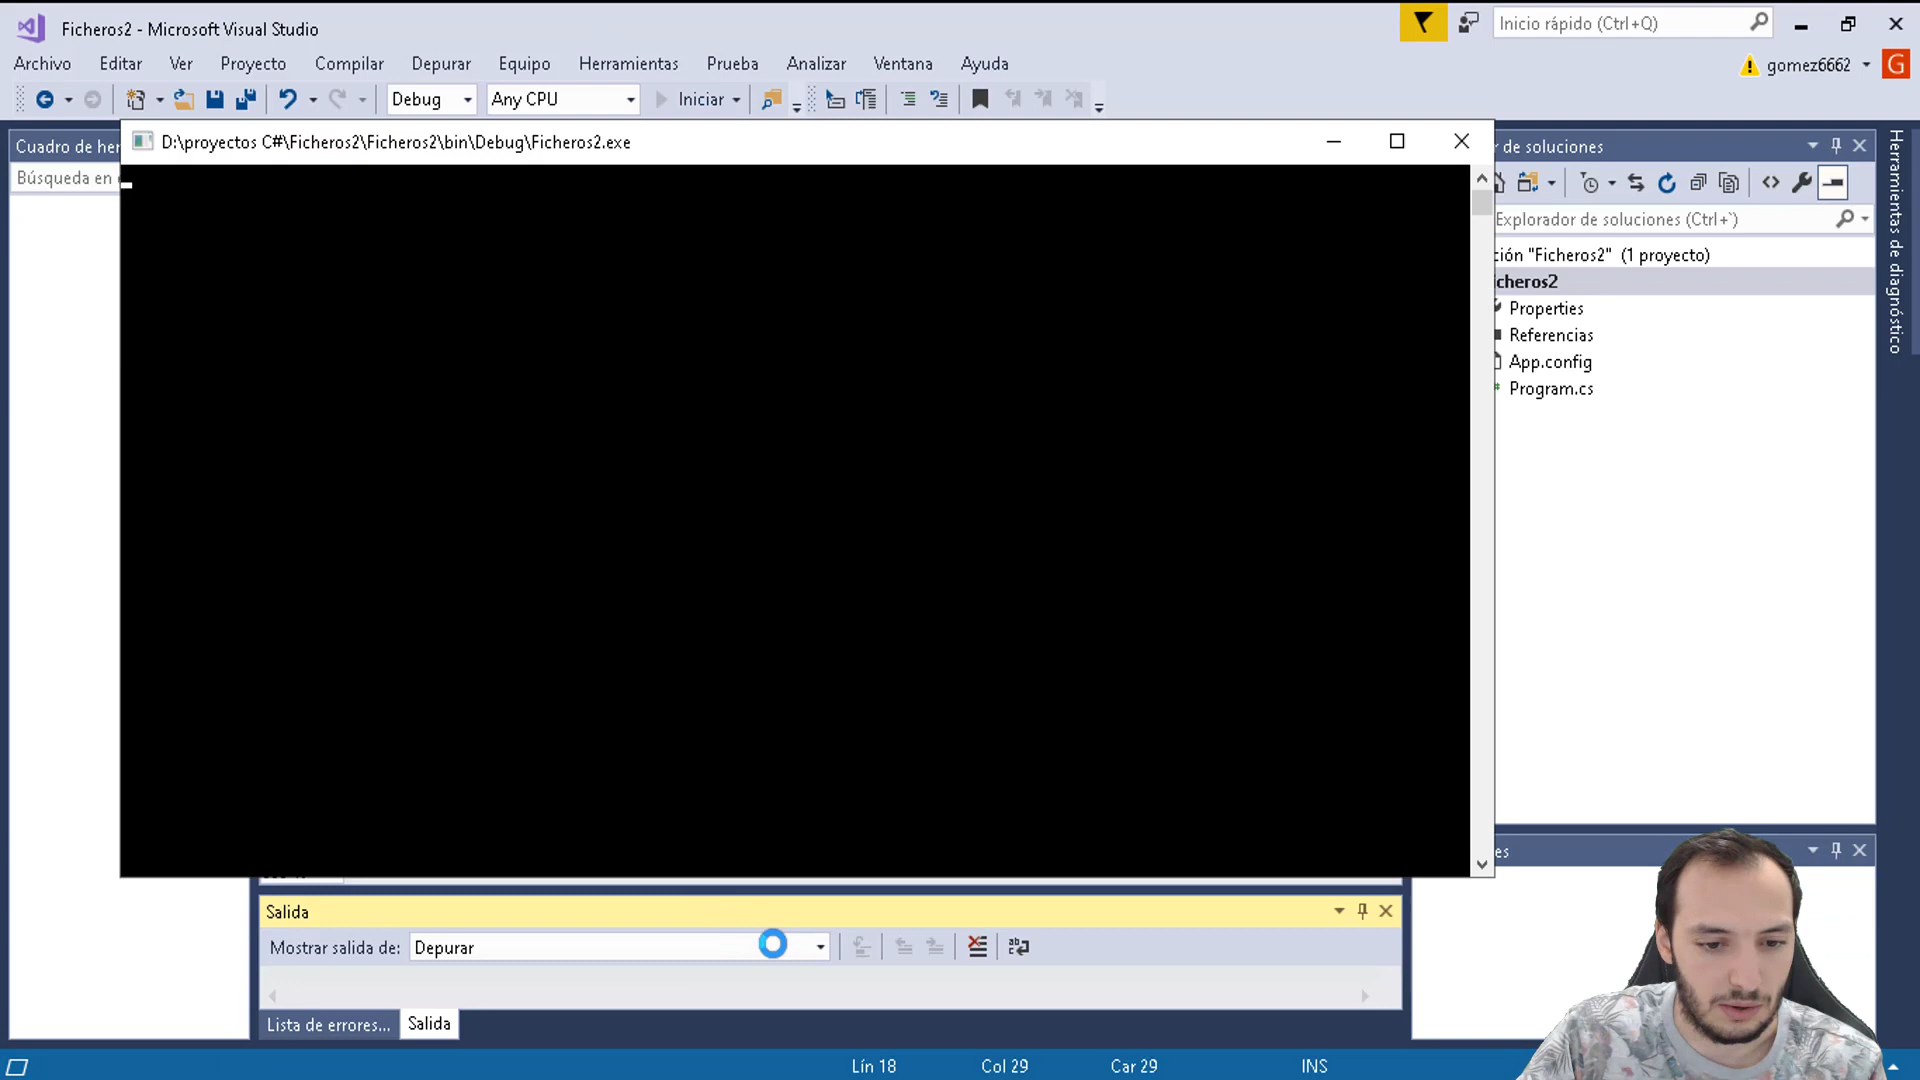 Ficheros2 - Microsoft Visual Studio
Inicio rápido (Ctrl+Q)
Archivo Editar Ver Proyecto Compilar Depurar Equipo Herramientas Prueba Analizar Ventana Ayuda
gomez6662 G
Debug Any CPU Iniciar
Cuadro de her
D:\proyectos C#\Ficheros2\Ficheros2\bin\Debug\Ficheros2.exe
r de soluciones
Herramientas de diagnóstico
Búsqueda en
Explorador de soluciones (Ctrl+`)
ción "Ficheros2" (1 proyecto)
icheros2
Properties
Referencias
App.config
Program.cs
es
Salida
Mostrar salida de: Depurar
Lista de errores... Salida
Lín 18 Col 29 Car 29 INS